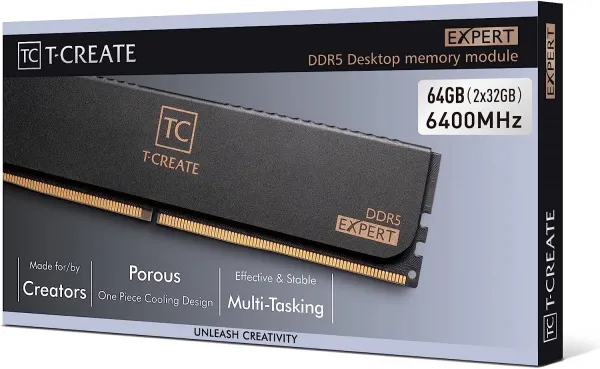 TC T-CREATE
EXPERT
DDR5 Desktop memory module
64GB (2x32GB)
6400MHz
TC
T-CREATE
DDR5
EXPERT
Made for/by
Creators
Porous
One Piece Cooling Design
Effective & Stable
Multi-Tasking
UNLEASH CREATIVITY
EXPERT
TC T-CREATE